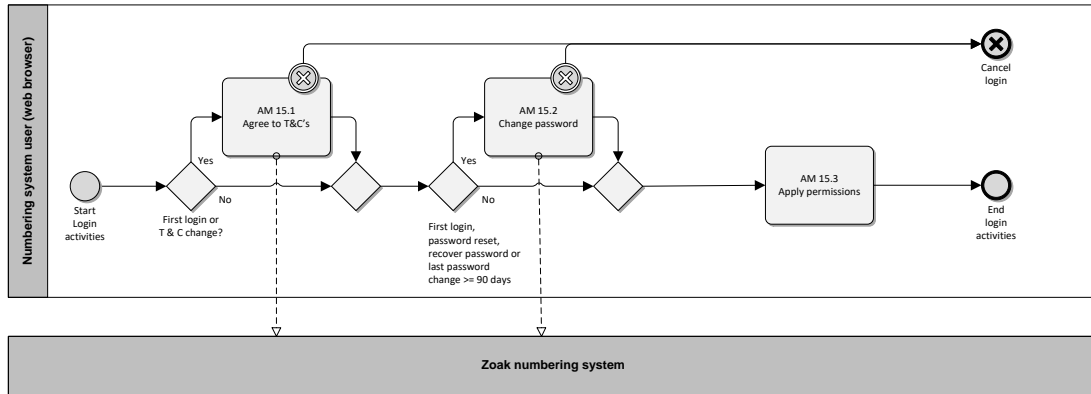 Numbering system user (web browser)
Start
Login
activities
First login or
T & C change?
Yes
No
AM 15.1
Agree to T&C's
First login,
password reset,
recover password or
last password
change >= 90 days
Yes
No
AM 15.2
Change password
AM 15.3
Apply permissions
Cancel
login
End
login
activities
Zoak numbering system